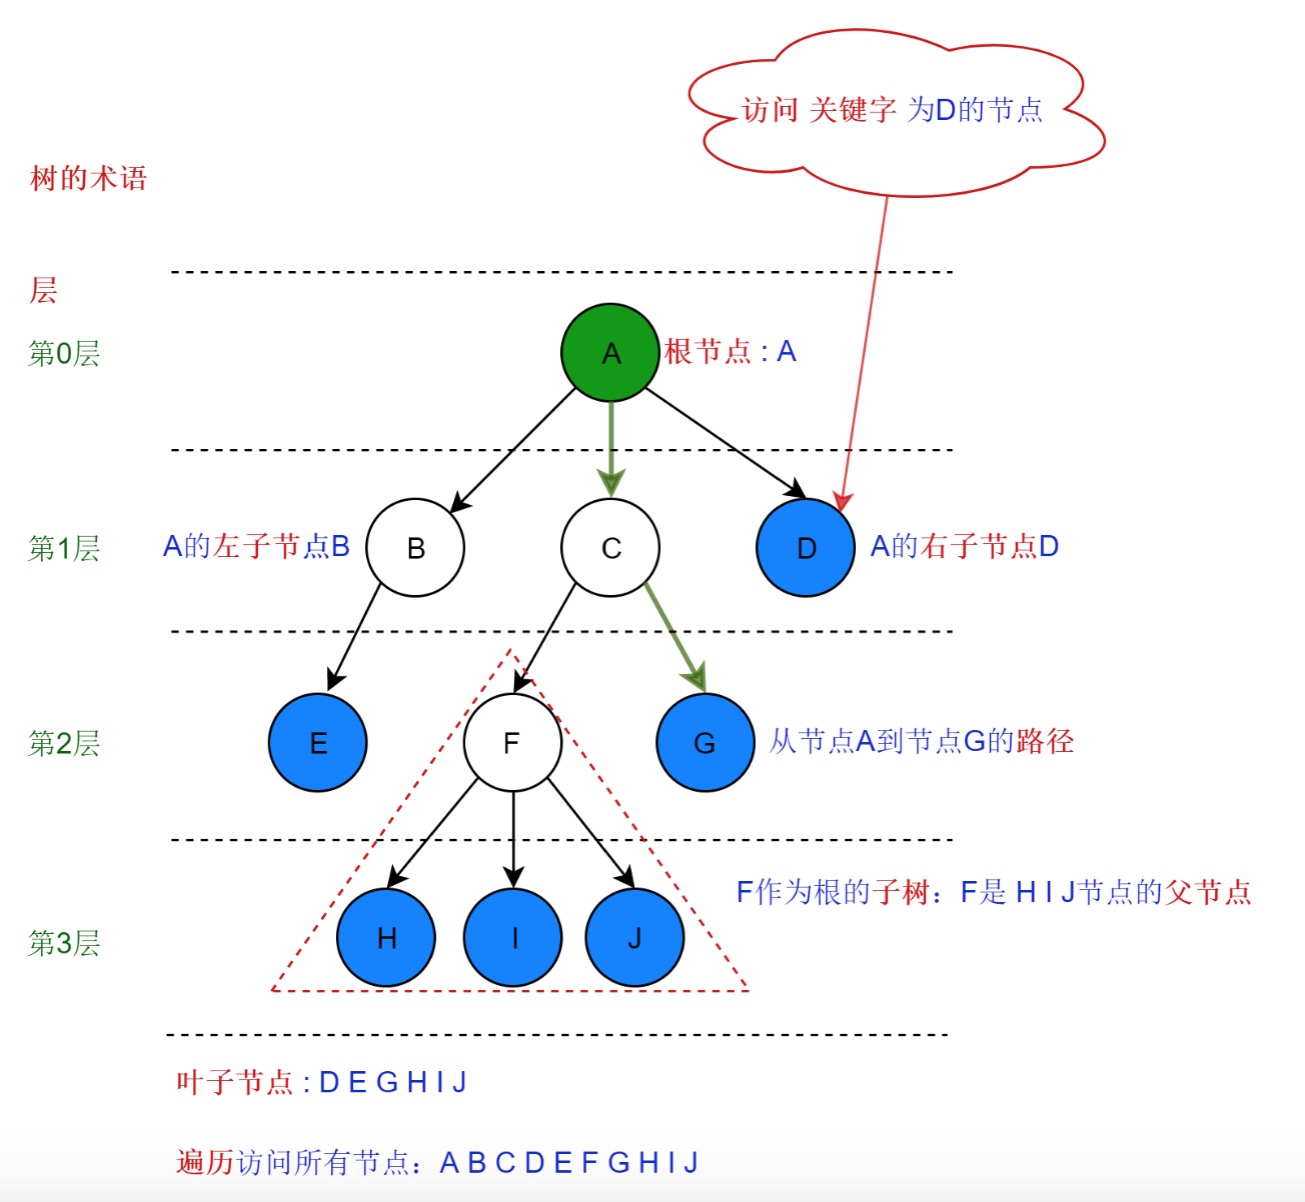 访问 关键字 为D的节点
树的术语
层
第0层
A
根节点 : A
第1层
A的左子节点B
B
C
D
A的右子节点D
第2层
E
F
G
从节点A到节点G的路径
F作为根的子树：F是 H I J节点的父节点
第3层
H
I
J
叶子节点 : D E G H I J
遍历访问所有节点：A B C D E F G H I J